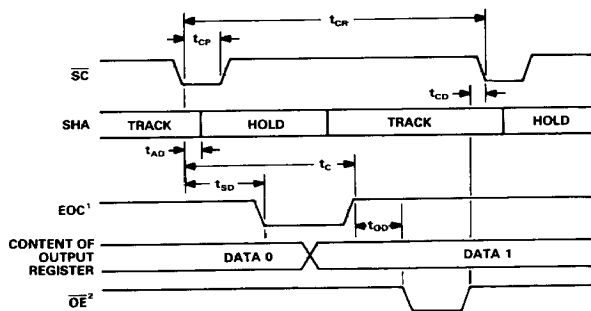 tCR
tCP
SC
tCD
SHA TRACK HOLD TRACK HOLD
tAD
tC
tSD
EOC¹
tOD
CONTENT OF
OUTPUT
REGISTER
DATA 0 DATA 1
OE²